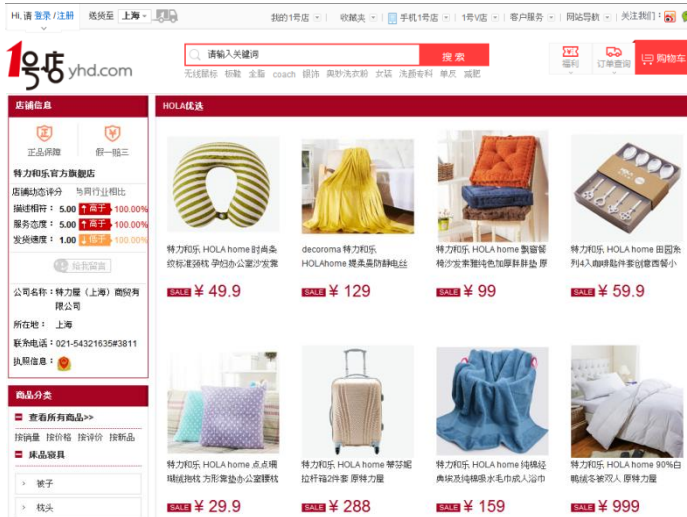 Hi, 请 登录 / 注册 送货至 上海
我的1号店 收藏夹 手机1号店 1号V店 客户服务 网站导航 关注我们：
1号店 yhd.com
请输入关键词 搜索
无线鼠标 板鞋 金磊 coach 银饰 奥妙洗衣粉 女装 洗颜专科 单反 减肥
福利 订单查询 购物车
店铺信息
正品保障 假一赔三
特力和乐官方旗舰店
店铺动态评分 与同行业相比
描述相符： 5.00 高于 100.00%
服务态度： 5.00 高于 100.00%
发货速度： 1.00 低于 100.00%
给我留言
公司名称：特力屋（上海）商贸有
限公司
所在地： 上海
联系电话：021-54321635#3811
执照信息：
商品分类
查看所有商品>>
按销量 按价格 按评价 按新品
床品寝具
被子
枕头
HOLA优选
特力和乐 HOLA home 时尚条
纹标准颈枕 孕妇办公室沙发靠
SALE ¥ 49.9
decoroma 特力和乐
HOLAhome 媞柔曼防静电丝
SALE ¥ 129
特力和乐 HOLA home 飘窗餐
椅沙发素雅纯色加厚胖胖垫 原
SALE ¥ 99
特力和乐 HOLA home 田园系
列4入咖啡匙件套创意西餐小
SALE ¥ 59.9
特力和乐 HOLA home 点点珊
瑚绒抱枕 方形靠垫办公室腰枕
SALE ¥ 29.9
特力和乐 HOLA home 蒂芬妮
拉杆箱2件套 原特力屋
SALE ¥ 288
特力和乐 HOLA home 纯棉经
典埃及纯棉吸水毛巾成人浴巾
SALE ¥ 159
特力和乐 HOLA home 90%白
鸭绒冬被双人 原特力屋
SALE ¥ 999